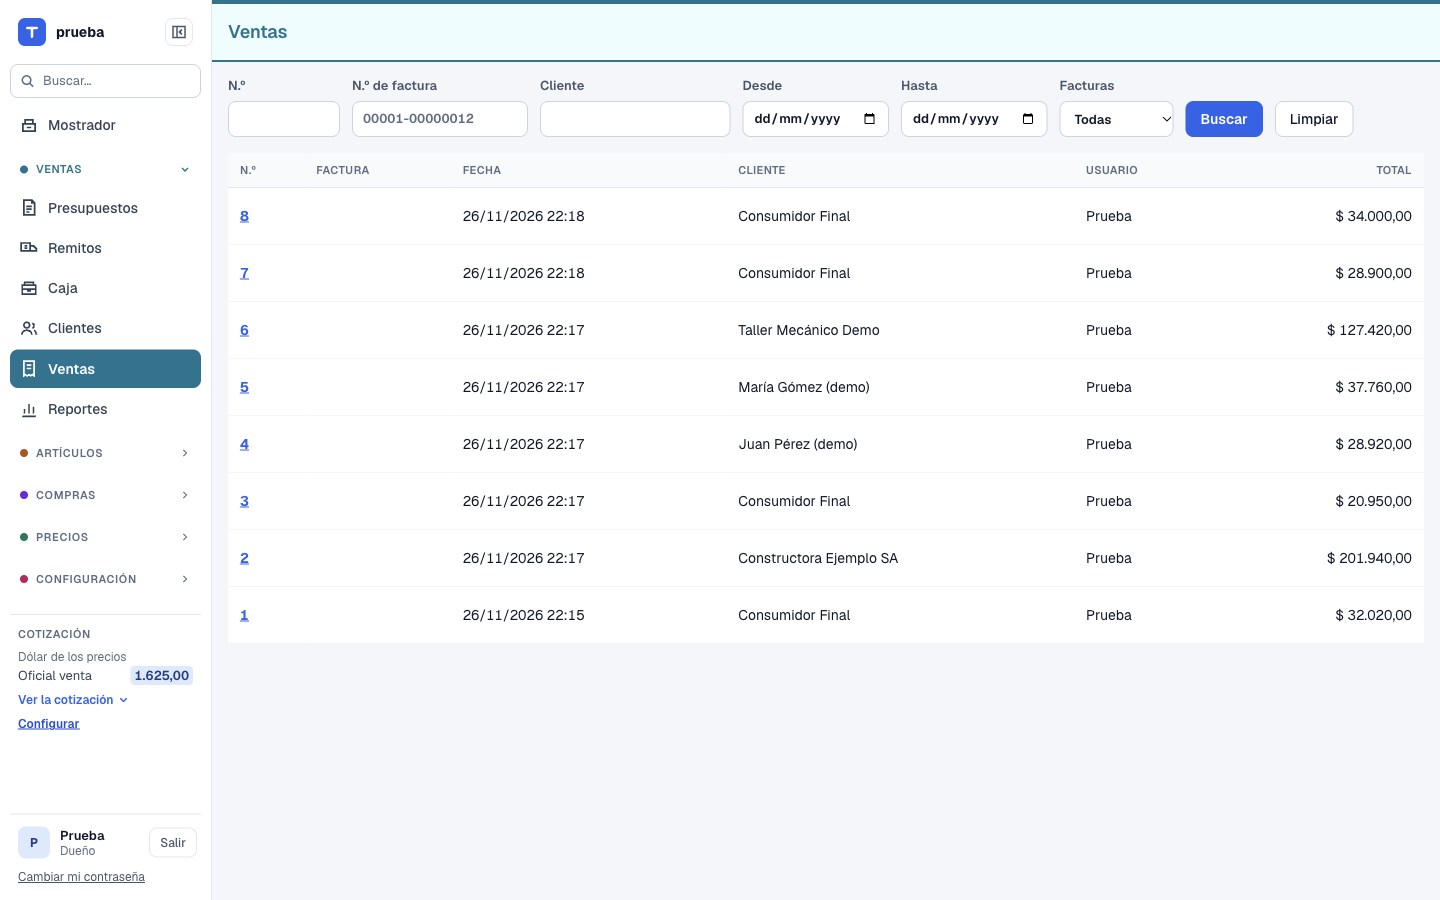 prueba
Buscar...
Mostrador
VENTAS
Presupuestos
Remitos
Caja
Clientes
Ventas
Reportes
ARTÍCULOS
COMPRAS
PRECIOS
CONFIGURACIÓN
COTIZACIÓN
Dólar de los precios
Oficial venta 1.625,00
Ver la cotización
Configurar
P
Prueba
Dueño
Salir
Cambiar mi contraseña
Ventas
N.º N.º de factura Cliente Desde Hasta Facturas
00001-00000012 dd/mm/yyyy dd/mm/yyyy Todas Buscar Limpiar
N.º FACTURA FECHA CLIENTE USUARIO TOTAL
8 26/11/2026 22:18 Consumidor Final Prueba $ 34.000,00
7 26/11/2026 22:18 Consumidor Final Prueba $ 28.900,00
6 26/11/2026 22:17 Taller Mecánico Demo Prueba $ 127.420,00
5 26/11/2026 22:17 María Gómez (demo) Prueba $ 37.760,00
4 26/11/2026 22:17 Juan Pérez (demo) Prueba $ 28.920,00
3 26/11/2026 22:17 Consumidor Final Prueba $ 20.950,00
2 26/11/2026 22:17 Constructora Ejemplo SA Prueba $ 201.940,00
1 26/11/2026 22:15 Consumidor Final Prueba $ 32.020,00